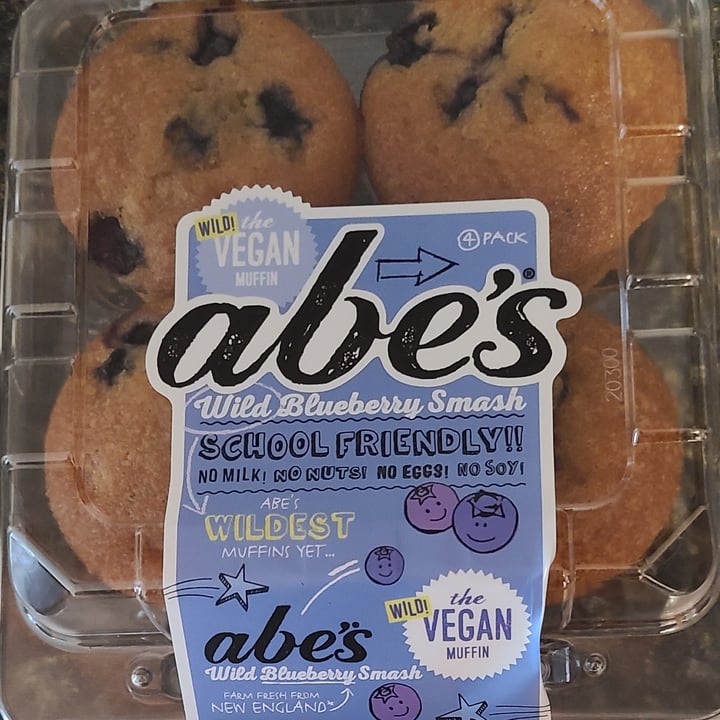 WILD! the
VEGAN
MUFFIN
④ PACK
abe's®
Wild Blueberry Smash
SCHOOL FRIENDLY!!
NO MILK! NO NUTS! NO EGGS! NO SOY!
ABE'S
WILDEST
MUFFINS YET...
WILD! the
VEGAN
MUFFIN
abe's
Wild Blueberry Smash
FARM FRESH FROM
NEW ENGLAND
20300